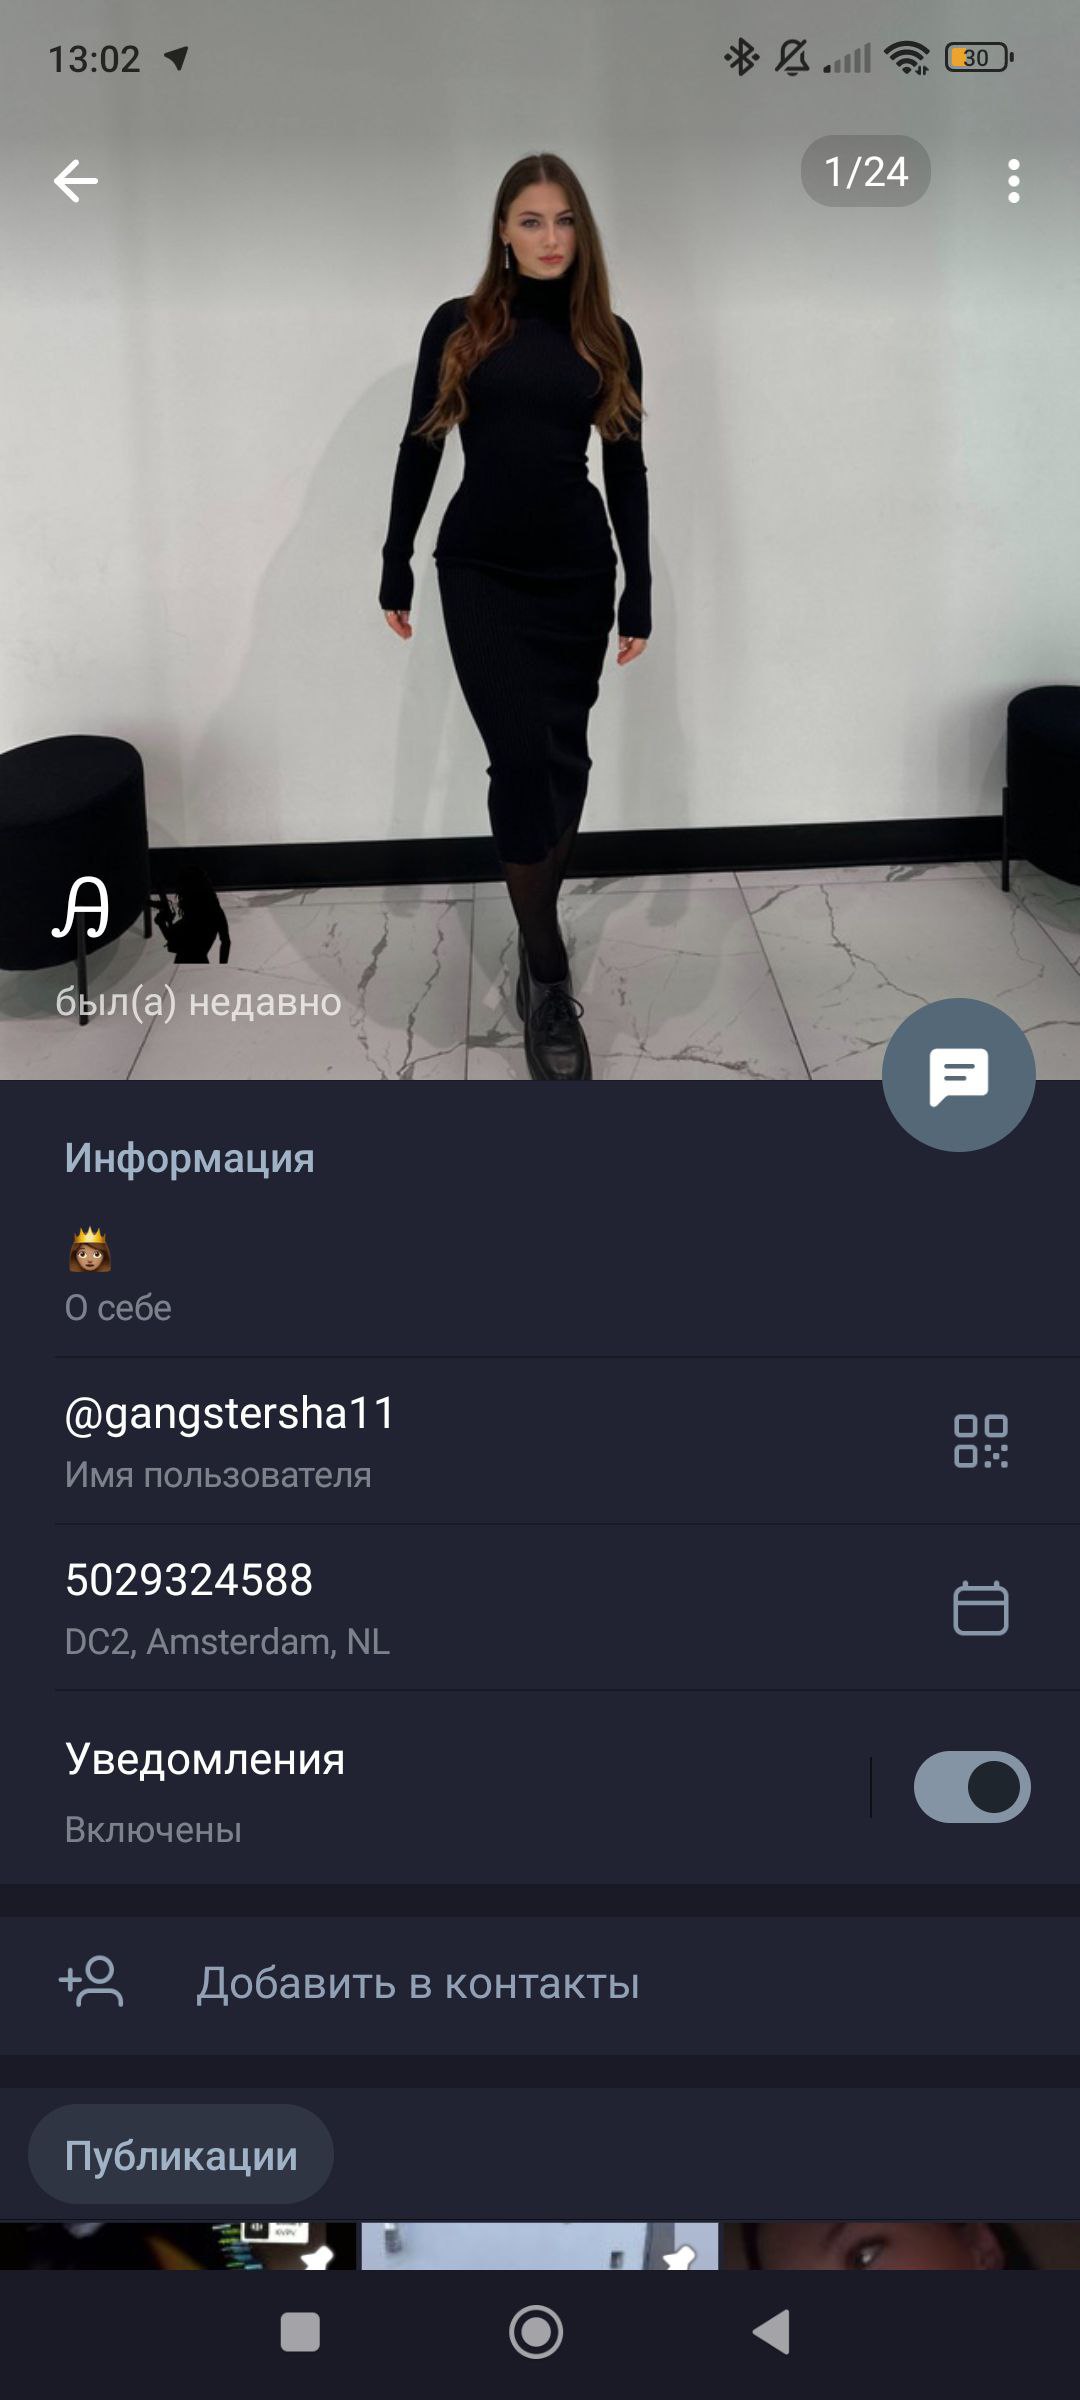 13:02
30
1/24
А
был(а) недавно
Информация
О себе
@gangstersha11
Имя пользователя
5029324588
DC2, Amsterdam, NL
Уведомления
Включены
Добавить в контакты
Публикации